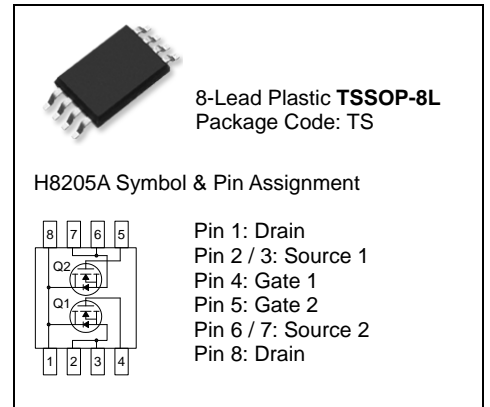 8-Lead Plastic TSSOP-8L
Package Code: TS
H8205A Symbol & Pin Assignment
8 7 6 5
Q2
Q1
1 2 3 4
Pin 1: Drain
Pin 2 / 3: Source 1
Pin 4: Gate 1
Pin 5: Gate 2
Pin 6 / 7: Source 2
Pin 8: Drain